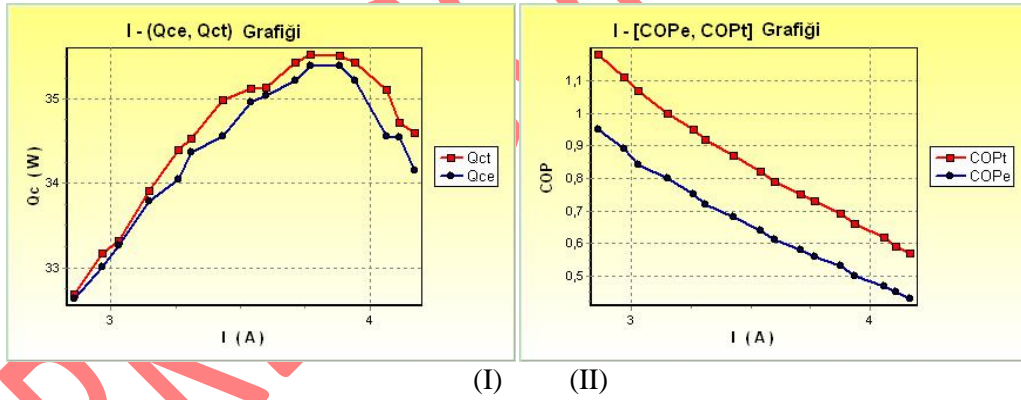 I - (Qce, Qct) Grafiği
35
34
33
Qc (W)
3
4
I (A)
Qct
Qce
I - [COPe, COPt] Grafiği
1,1
1
0,9
0,8
0,7
0,6
0,5
COP
3
4
I (A)
COPt
COPe
(I) (II)